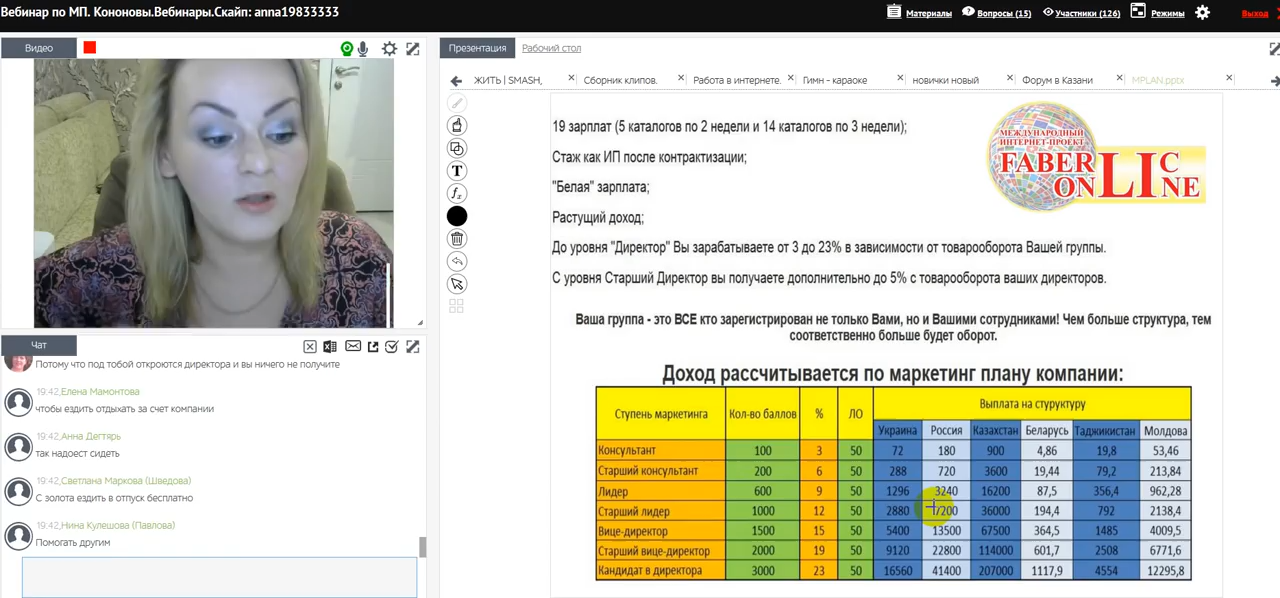 Вебинар по МП. Кононовы.Вебинары.Скайп: anna19833333
Материалы
Вопросы (15)
Участники (126)
Режимы
Выход
Видео
Презентация
Рабочий стол
ЖИТЬ | SMASH,
Сборник клипов.
Работа в интернете.
Гимн - караоке
новички новый
Форум в Казани
MPLAN.pptx
19 зарплат (5 каталогов по 2 недели и 14 каталогов по 3 недели);
Стаж как ИП после контрактизации;
"Белая" зарплата;
Растущий доход;
До уровня "Директор" Вы зарабатываете от 3 до 23% в зависимости от товарооборота Вашей группы.
С уровня Старший Директор вы получаете дополнительно до 5% с товарооборота ваших директоров.
МЕЖДУНАРОДНЫЙ
ИНТЕРНЕТ-ПРОЕКТ
FABERLIC
ONLINE
Ваша группа - это ВСЕ кто зарегистрирован не только Вами, но и Вашими сотрудниками! Чем больше структура, тем
соответственно больше будет оборот.
Доход рассчитывается по маркетинг плану компании:
Ступень маркетинга Кол-во баллов % ЛО Выплата на стуруктуру
Украина Россия Казахстан Беларусь Таджикистан Молдова
Консультант 100 3 50 72 180 900 4,86 19,8 53,46
Старший консультант 200 6 50 288 720 3600 19,44 79,2 213,84
Лидер 600 9 50 1296 3240 16200 87,5 356,4 962,28
Старший лидер 1000 12 50 2880 7200 36000 194,4 792 2138,4
Вице-директор 1500 15 50 5400 13500 67500 364,5 1485 4009,5
Старший вице-директор 2000 19 50 9120 22800 114000 601,7 2508 6771,6
Кандидат в директора 3000 23 50 16560 41400 207000 1117,9 4554 12295,8
Чат
Потому что под тобой откроются директора и вы ничего не получите
19:42,Елена Мамонтова
чтобы ездить отдыхать за счет компании
19:42,Анна Дегтярь
так надоест сидеть
19:42,Светлана Маркова (Шведова)
С золота ездить в отпуск бесплатно
19:42,Нина Кулешова (Павлова)
Помогать другим